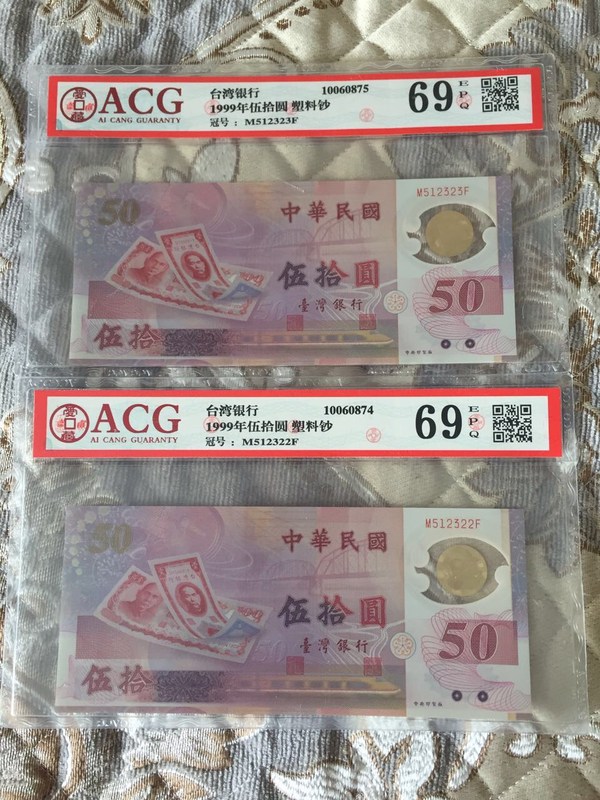 ACG
AI CANG GUARANTY
台湾银行 10060875
1999年伍拾圆 塑料钞
冠号 : M512323F
69
EPQ
50
中華民國
M512323F
伍拾圓
臺灣銀行
50
伍拾
ACG
AI CANG GUARANTY
台湾银行 10060874
1999年伍拾圆 塑料钞
冠号 : M512322F
69
EPQ
50
中華民國
M512322F
伍拾圓
臺灣銀行
50
伍拾